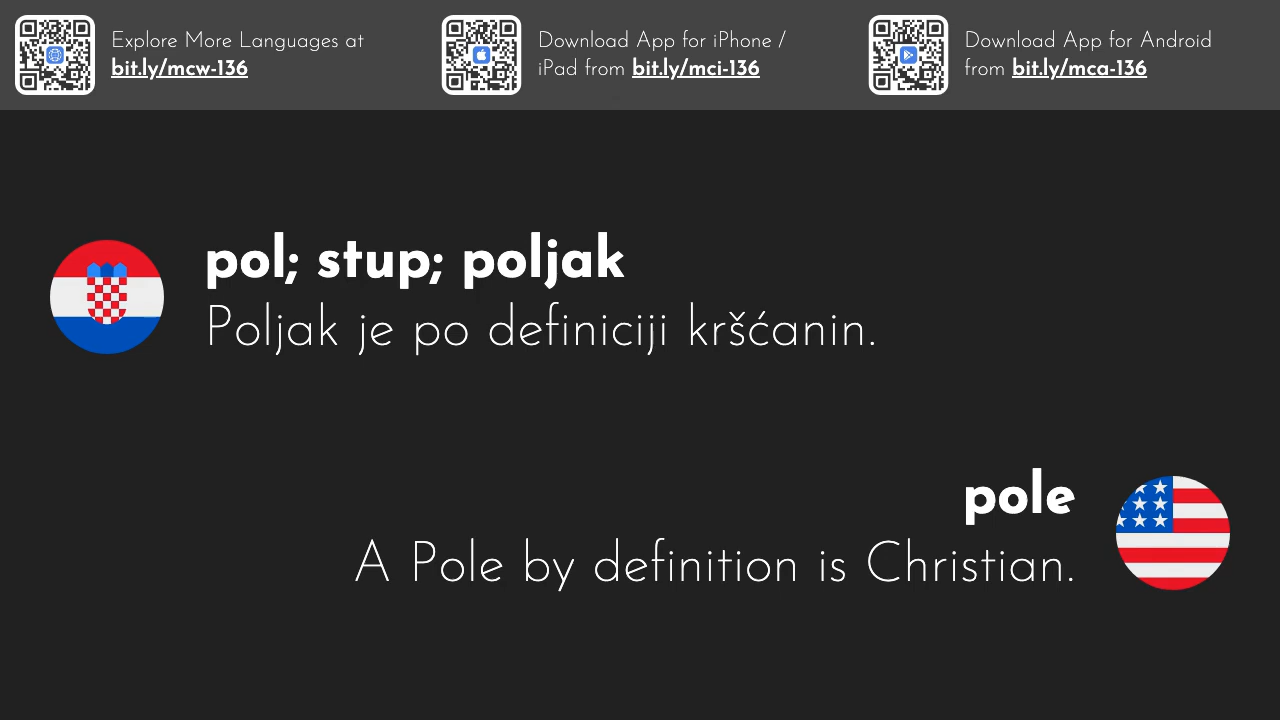 Explore More Languages at
bit.ly/mcw-136
Download App for iPhone /
iPad from bit.ly/mci-136
Download App for Android
from bit.ly/mca-136
pol; stup; poljak
Poljak je po definiciji kršćanin.
pole
A Pole by definition is Christian.